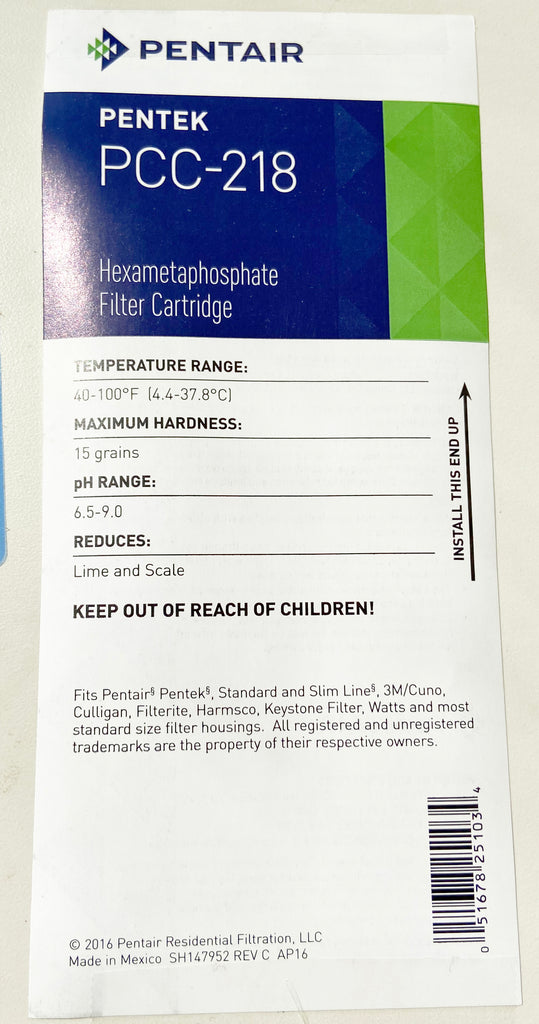 PENTAIR
PENTEK
PCC-218
Hexametaphosphate
Filter Cartridge
TEMPERATURE RANGE:
40-100°F (4.4-37.8°C)
MAXIMUM HARDNESS:
15 grains
pH RANGE:
6.5-9.0
REDUCES:
Lime and Scale
INSTALL THIS END UP
KEEP OUT OF REACH OF CHILDREN!
Fits Pentair§ Pentek§, Standard and Slim Line§, 3M/Cuno,
Culligan, Filterite, Harmsco, Keystone Filter, Watts and most
standard size filter housings.  All registered and unregistered
trademarks are the property of their respective owners.
0 51678 25103 4
© 2016 Pentair Residential Filtration, LLC
Made in Mexico  SH147952 REV C  AP16